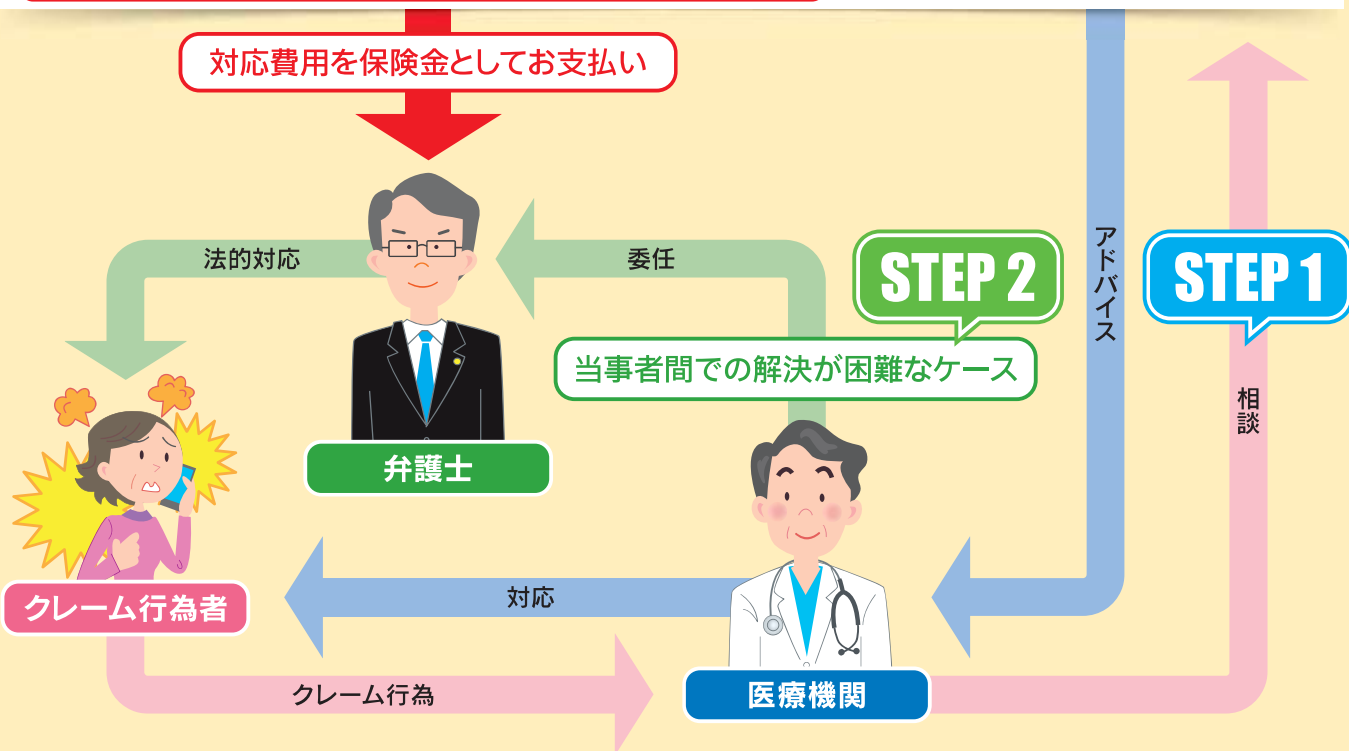 対応費用を保険金としてお支払い
法的対応
委任
STEP 2
アドバイス
STEP 1
当事者間での解決が困難なケース
相談
弁護士
クレーム行為者
対応
クレーム行為
医療機関